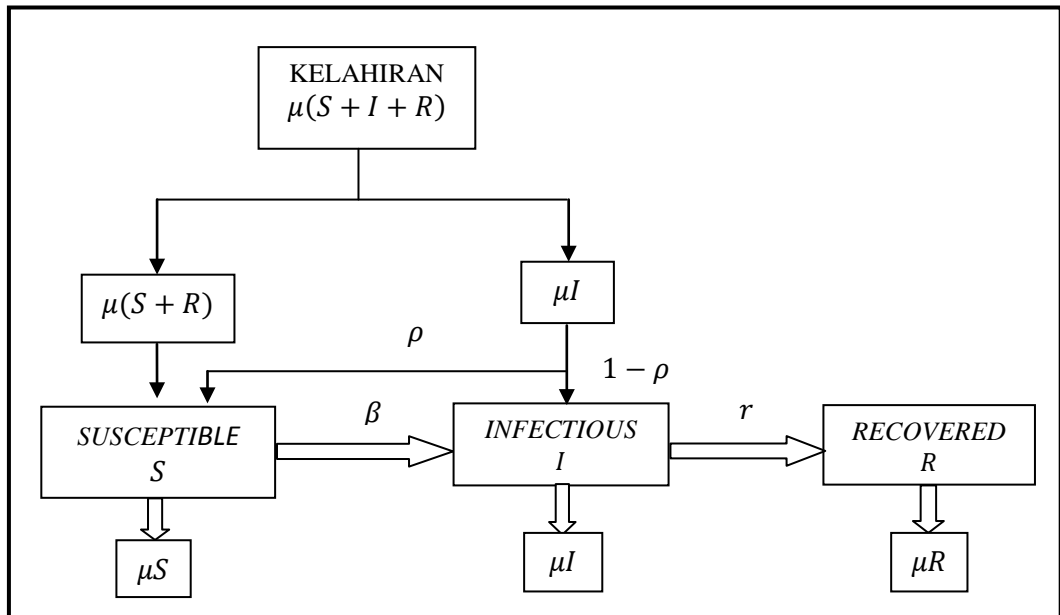 KELAHIRAN
𝜇(𝑆 + 𝐼 + 𝑅)
𝜇(𝑆 + 𝑅)
𝜇𝐼
𝜌
1 − 𝜌
SUSCEPTIBLE
𝑆
𝛽
INFECTIOUS
𝐼
𝑟
RECOVERED
𝑅
𝜇𝑆
𝜇𝐼
𝜇𝑅